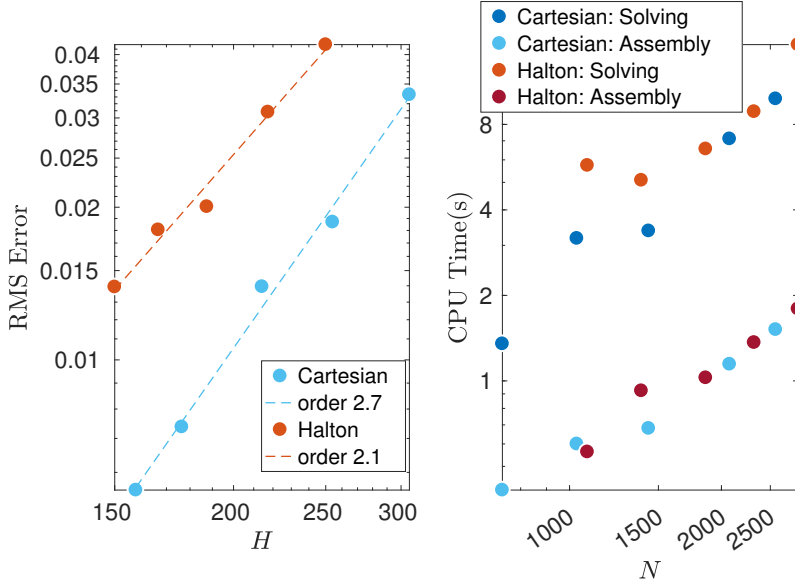 0.04
0.035
0.03
0.025
0.02
0.015
0.01
RMS Error
150
200
250
300
H
Cartesian
order 2.7
Halton
order 2.1
Cartesian: Solving
Cartesian: Assembly
Halton: Solving
Halton: Assembly
8
4
2
1
CPU Time(s)
1000
1500
2000
2500
N